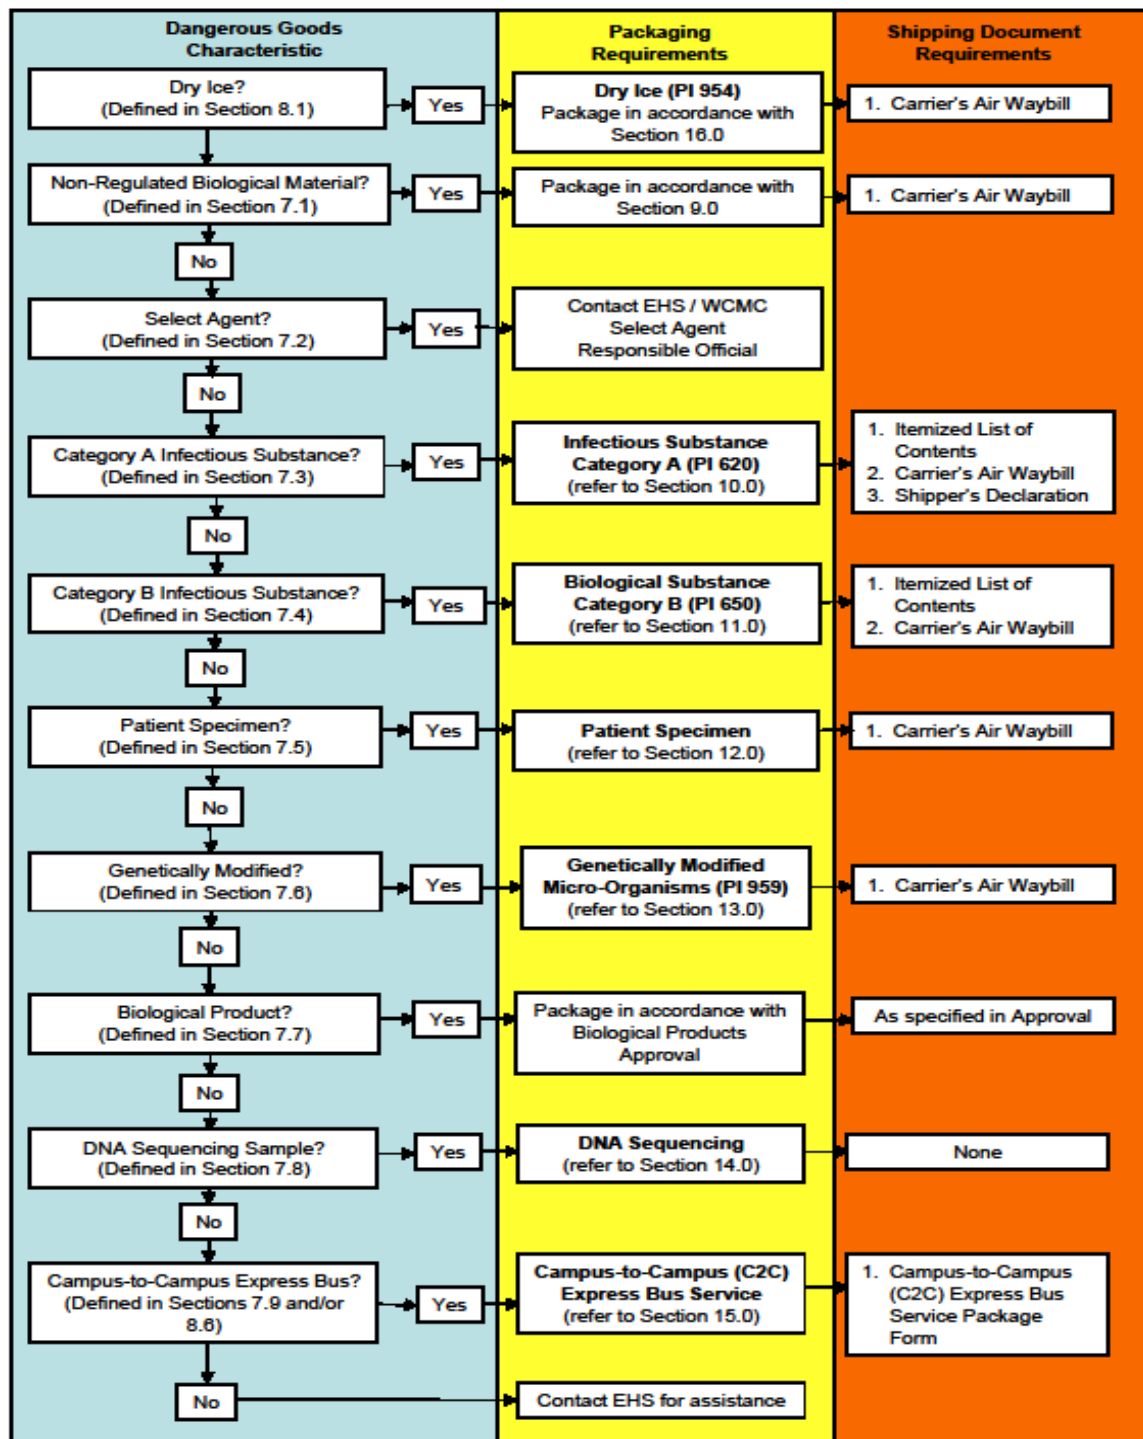 Dangerous Goods
Characteristic
Packaging
Requirements
Shipping Document
Requirements
Dry Ice?
(Defined in Section 8.1)
Yes
Dry Ice (PI 954)
Package in accordance with
Section 16.0
1. Carrier's Air Waybill
Non-Regulated Biological Material?
(Defined in Section 7.1)
Yes
Package in accordance with
Section 9.0
1. Carrier's Air Waybill
No
Select Agent?
(Defined in Section 7.2)
Yes
Contact EHS / WCMC
Select Agent
Responsible Official
No
Category A Infectious Substance?
(Defined in Section 7.3)
Yes
Infectious Substance
Category A (PI 620)
(refer to Section 10.0)
1. Itemized List of
Contents
2. Carrier's Air Waybill
3. Shipper's Declaration
No
Category B Infectious Substance?
(Defined in Section 7.4)
Yes
Biological Substance
Category B (PI 650)
(refer to Section 11.0)
1. Itemized List of
Contents
2. Carrier's Air Waybill
No
Patient Specimen?
(Defined in Section 7.5)
Yes
Patient Specimen
(refer to Section 12.0)
1. Carrier's Air Waybill
No
Genetically Modified?
(Defined in Section 7.6)
Yes
Genetically Modified
Micro-Organisms (PI 959)
(refer to Section 13.0)
1. Carrier's Air Waybill
No
Biological Product?
(Defined in Section 7.7)
Yes
Package in accordance with
Biological Products
Approval
As specified in Approval
No
DNA Sequencing Sample?
(Defined in Section 7.8)
Yes
DNA Sequencing
(refer to Section 14.0)
None
No
Campus-to-Campus Express Bus?
(Defined in Sections 7.9 and/or
8.6)
Yes
Campus-to-Campus (C2C)
Express Bus Service
(refer to Section 15.0)
1. Campus-to-Campus
(C2C) Express Bus
Service Package
Form
No
Contact EHS for assistance